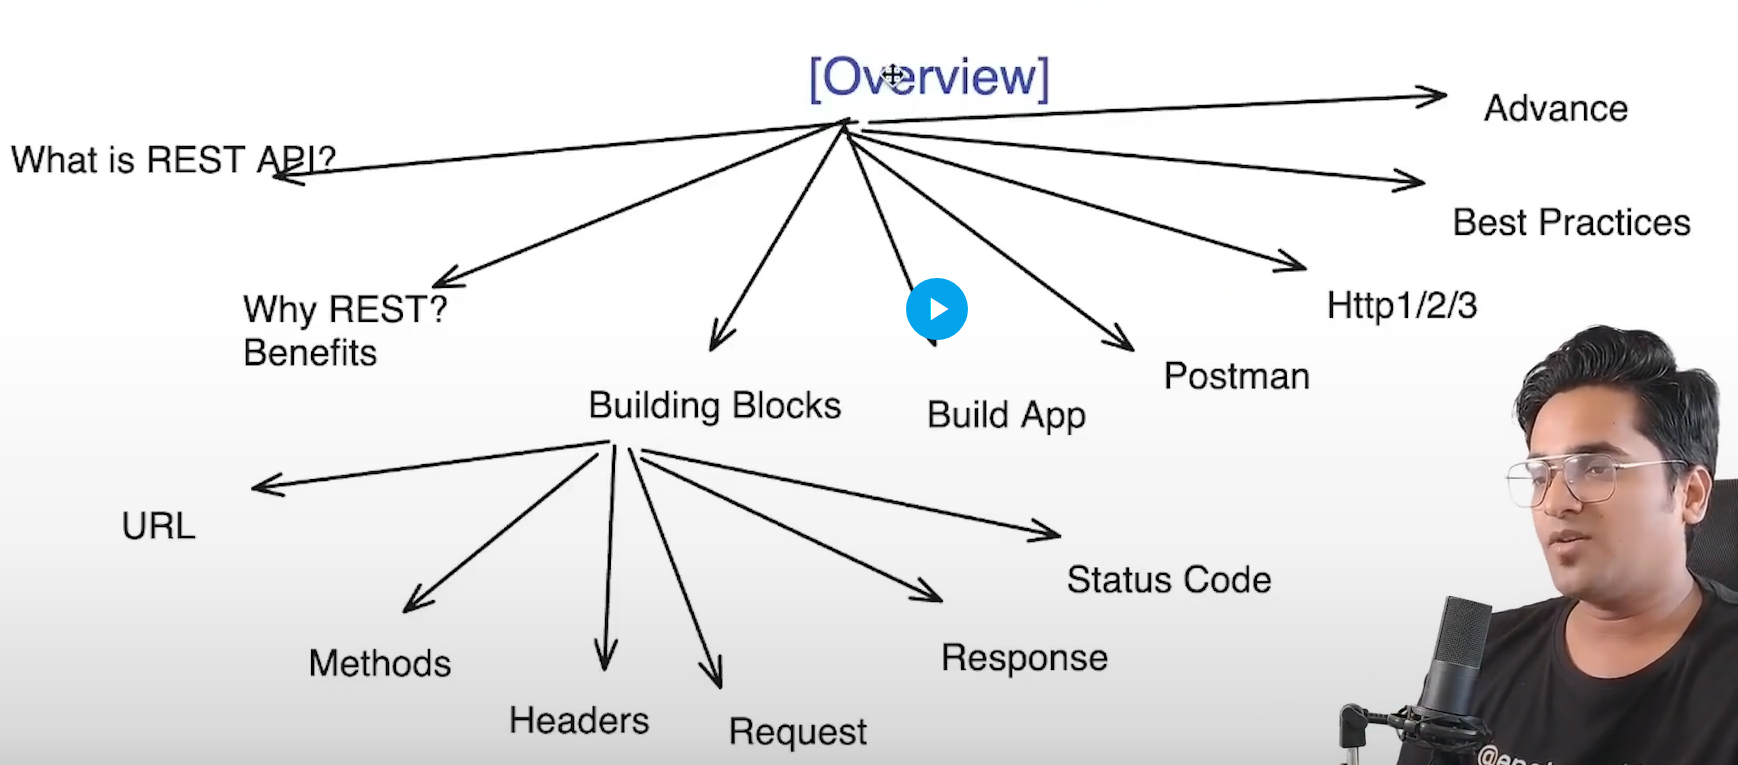 [Overview]
Advance
What is REST API?
Best Practices
Why REST?
Benefits
Http1/2/3
Postman
Building Blocks
Build App
URL
Status Code
Methods
Response
Headers
Request